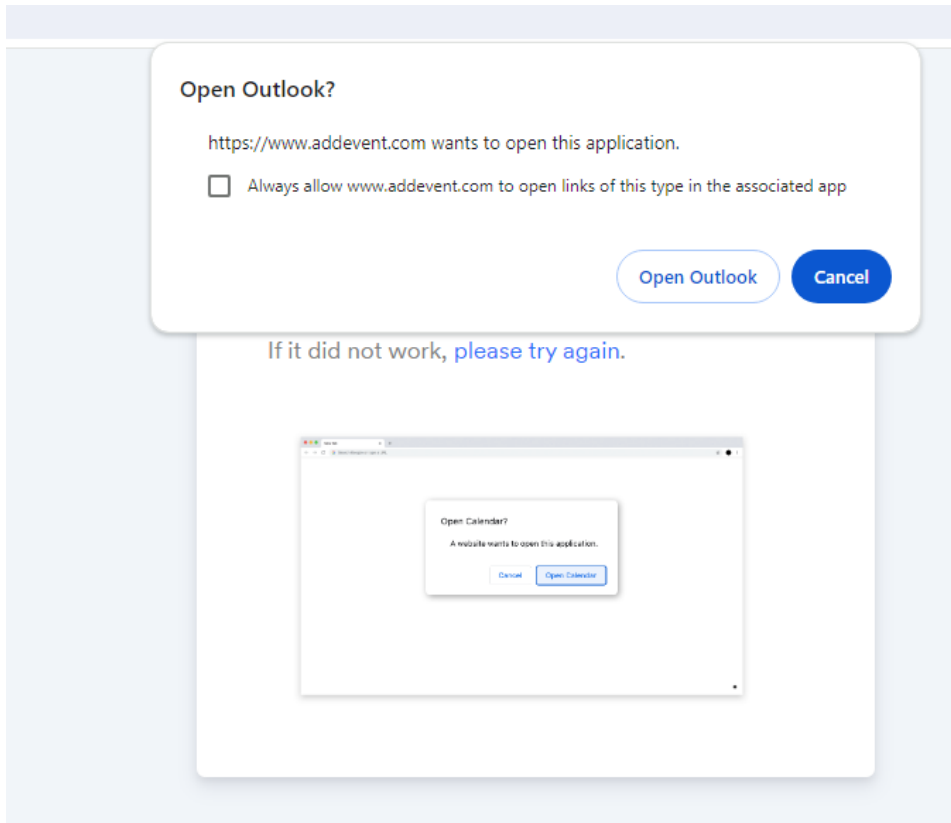 Open Outlook?
https://www.addevent.com wants to open this application.
Always allow www.addevent.com to open links of this type in the associated app
Open Outlook
Cancel
If it did not work, please try again.
Open Calendar?
A website wants to open this application.
Cancel
Open Calendar